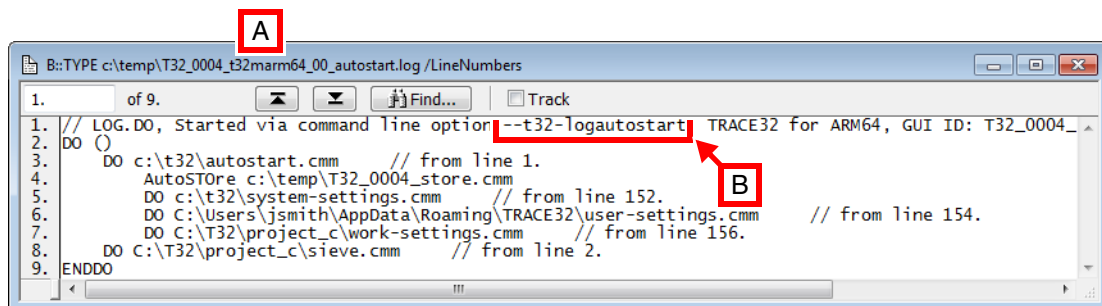 A
B::TYPE c:\temp\T32_0004_t32marm64_00_autostart.log /LineNumbers
1. of 9. Find... Track
1. // LOG.DO, Started via command line option --t32-logautostart, TRACE32 for ARM64, GUI ID: T32_0004_
2. DO ()
3. DO c:\t32\autostart.cmm // from line 1.
4. AutoSTOre c:\temp\T32_0004_store.cmm
5. DO c:\t32\system-settings.cmm // from line 152.
6. DO C:\Users\jsmith\AppData\Roaming\TRACE32\user-settings.cmm // from line 154.
7. DO C:\T32\project_c\work-settings.cmm // from line 156.
8. DO C:\T32\project_c\sieve.cmm // from line 2.
9. ENDDO
B